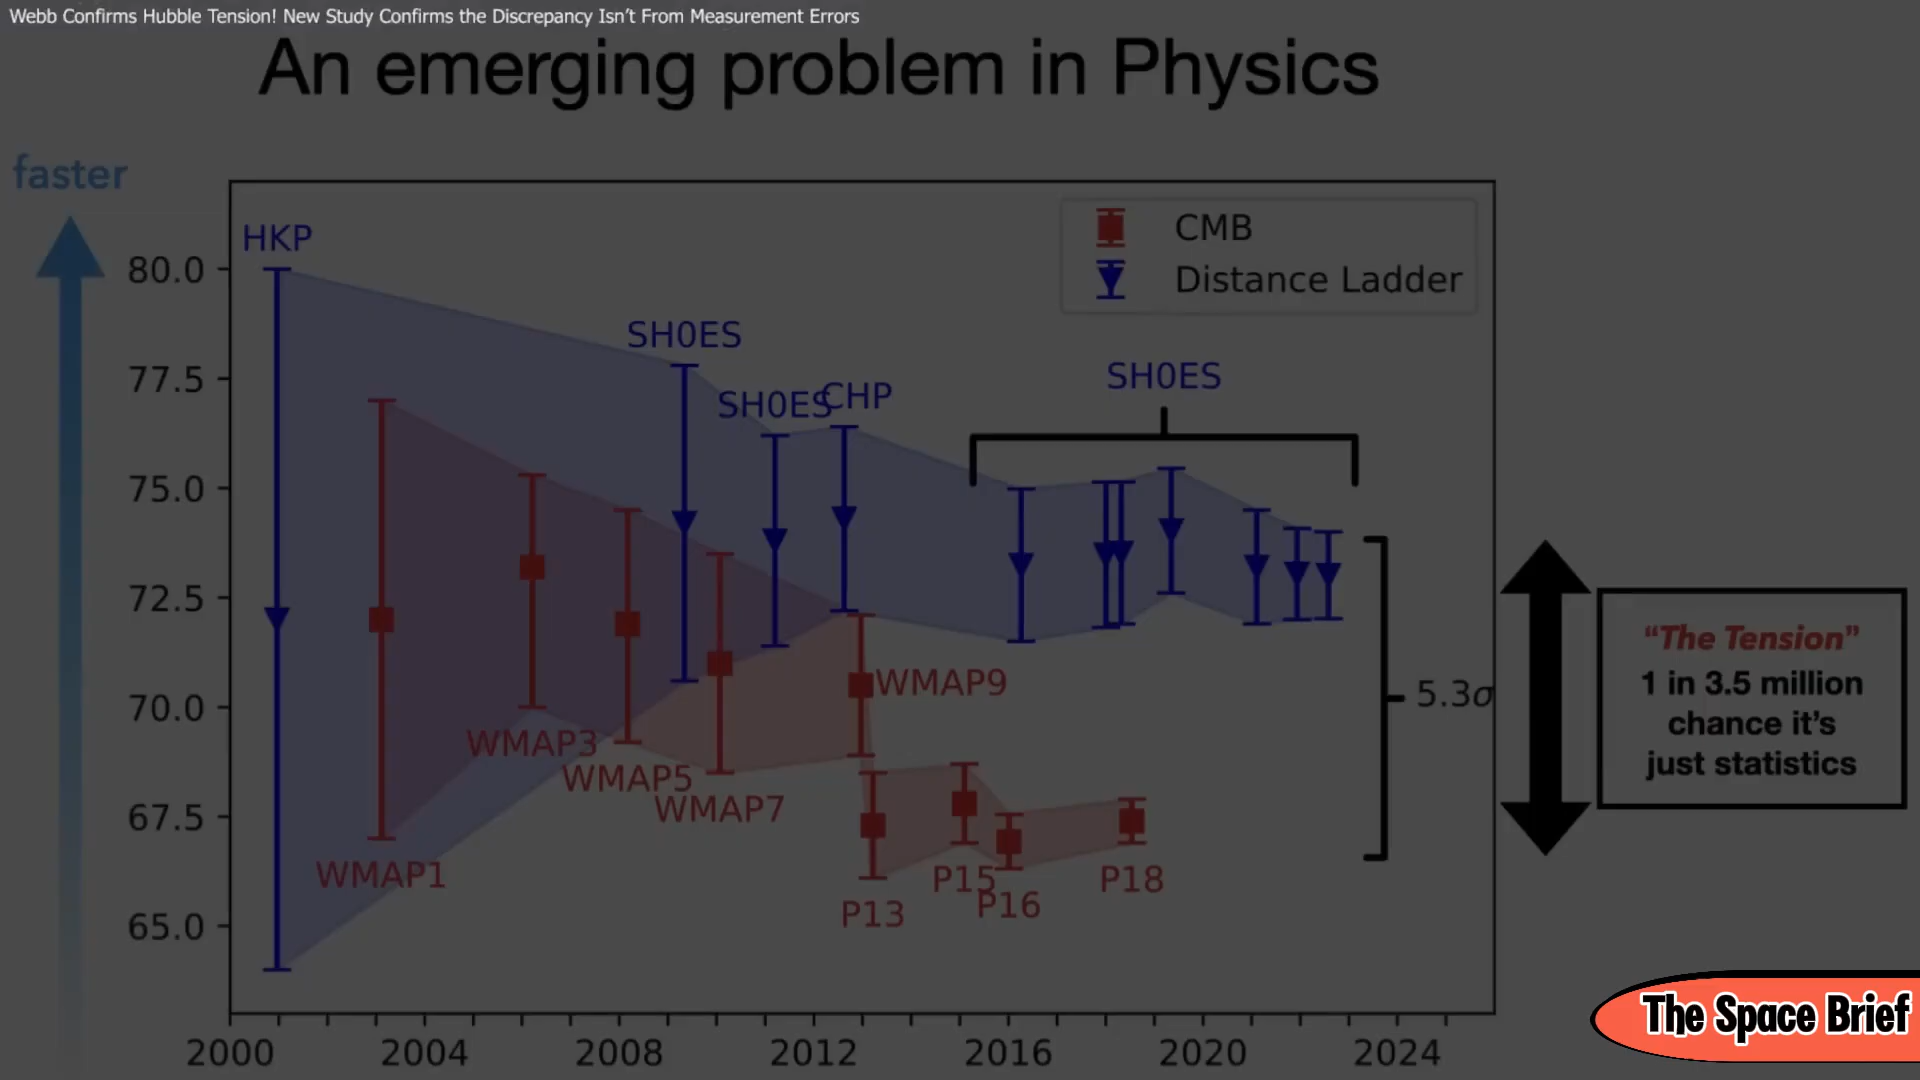 Webb Confirms Hubble Tension! New Study Confirms the Discrepancy Isn't From Measurement Errors
An emerging problem in Physics
faster
HKP
CMB
Distance Ladder
80.0
SH0ES
77.5
SH0ES
CHP
SH0ES
75.0
72.5
“The Tension”
1 in 3.5 million
chance it's
just statistics
70.0
WMAP9
5.3σ
WMAP3
WMAP5
WMAP7
67.5
WMAP1
P15
P16
P18
P13
65.0
The Space Brief
2000
2004
2008
2012
2016
2020
2024